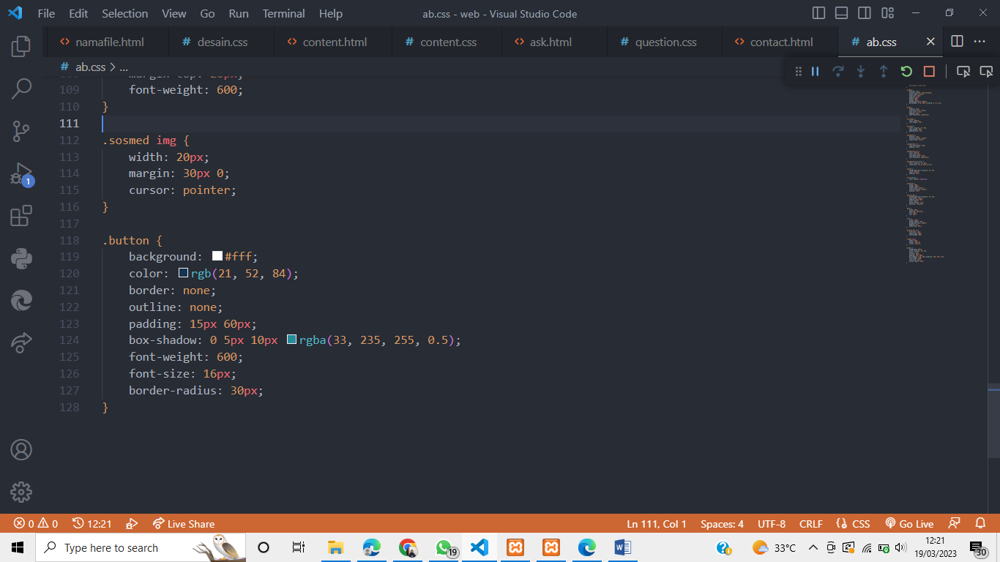 File Edit Selection View Go Run Terminal Help ab.css - web - Visual Studio Code
namafile.html desain.css content.html content.css ask.html question.css contact.html ab.css
# ab.css > ...
109 font-weight: 600;
110 }
111
112 .sosmed img {
113 width: 20px;
114 margin: 30px 0;
115 cursor: pointer;
116 }
117
118 .button {
119 background: #fff;
120 color: rgb(21, 52, 84);
121 border: none;
122 outline: none;
123 padding: 15px 60px;
124 box-shadow: 0 5px 10px rgba(33, 235, 255, 0.5);
125 font-weight: 600;
126 font-size: 16px;
127 border-radius: 30px;
128 }
1
0 0 12:21 Live Share Ln 111, Col 1 Spaces: 4 UTF-8 CRLF CSS Go Live
Type here to search 19 33°C 12:21
19/03/2023 30